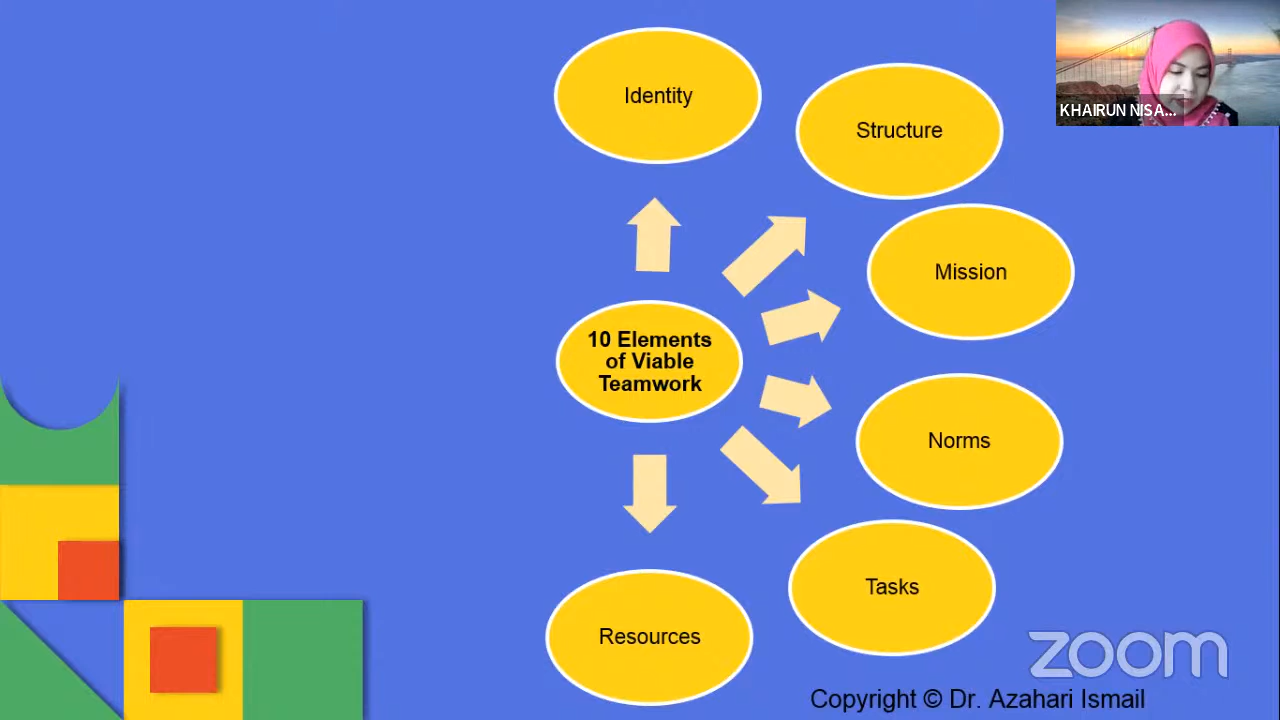 Identity
Structure
KHAIRUN NISA...
Mission
10 Elements
of Viable
Teamwork
Norms
Tasks
Resources
zoom
Copyright © Dr. Azahari Ismail